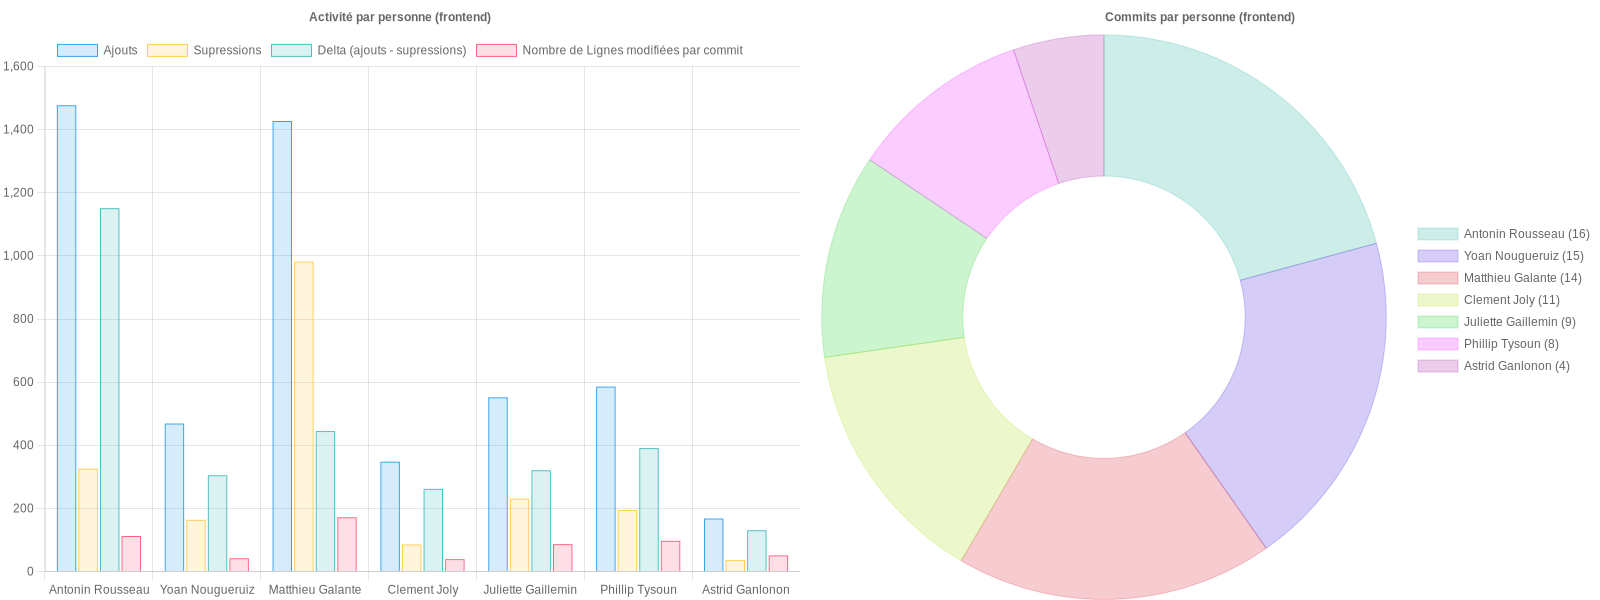 Activité par personne (frontend)
Ajouts Supressions Delta (ajouts - supressions) Nombre de Lignes modifiées par commit
1,600
1,400
1,200
1,000
800
600
400
200
0
Antonin Rousseau Yoan Nougueruiz Matthieu Galante Clement Joly Juliette Gaillemin Phillip Tysoun Astrid Ganlonon
Commits par personne (frontend)
Antonin Rousseau (16)
Yoan Nougueruiz (15)
Matthieu Galante (14)
Clement Joly (11)
Juliette Gaillemin (9)
Phillip Tysoun (8)
Astrid Ganlonon (4)